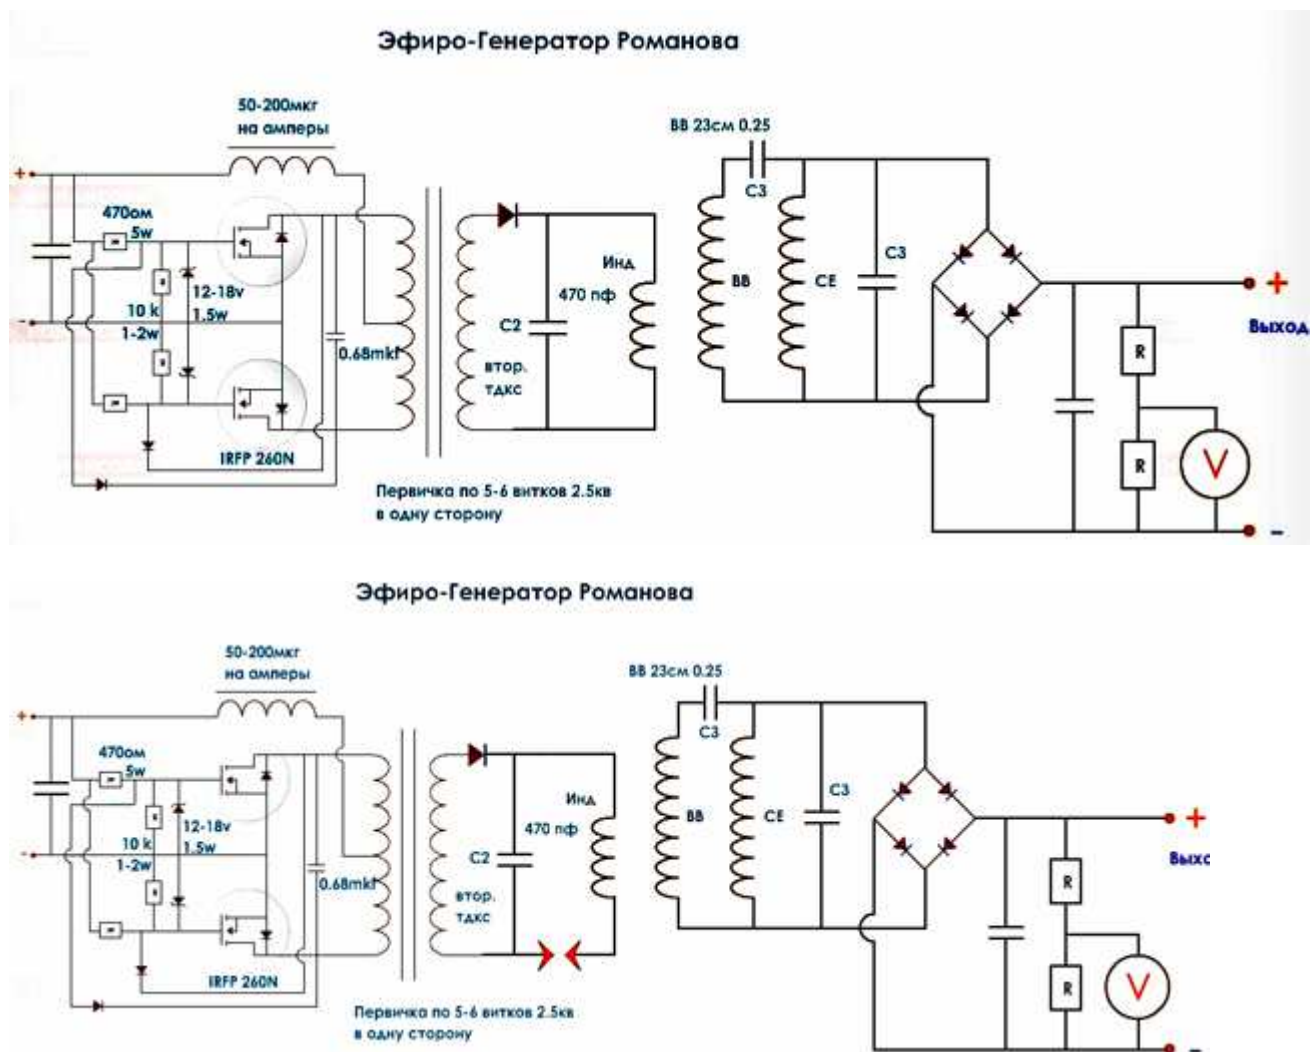 Эфиро-Генератор Романова
50-200мкг
на амперы
ВВ 23см 0.25
C3
+
470ом
5w
12-18v
1.5w
10 k
1-2w
-
0.68mkf
C2
втор.
тдкс
Инд
470 пф
ВВ
СЕ
C3
R
R
V
+
Выход
-
IRFP 260N
Первичка по 5-6 витков 2.5кв
в одну сторону
Эфиро-Генератор Романова
50-200мкг
на амперы
ВВ 23см 0.25
C3
+
470ом
5w
12-18v
1.5w
10 k
1-2w
-
0.68mkf
C2
втор.
тдкс
Инд
470 пф
ВВ
СЕ
C3
R
R
V
+
Выхо
-
IRFP 260N
Первичка по 5-6 витков 2.5кв
в одну сторону